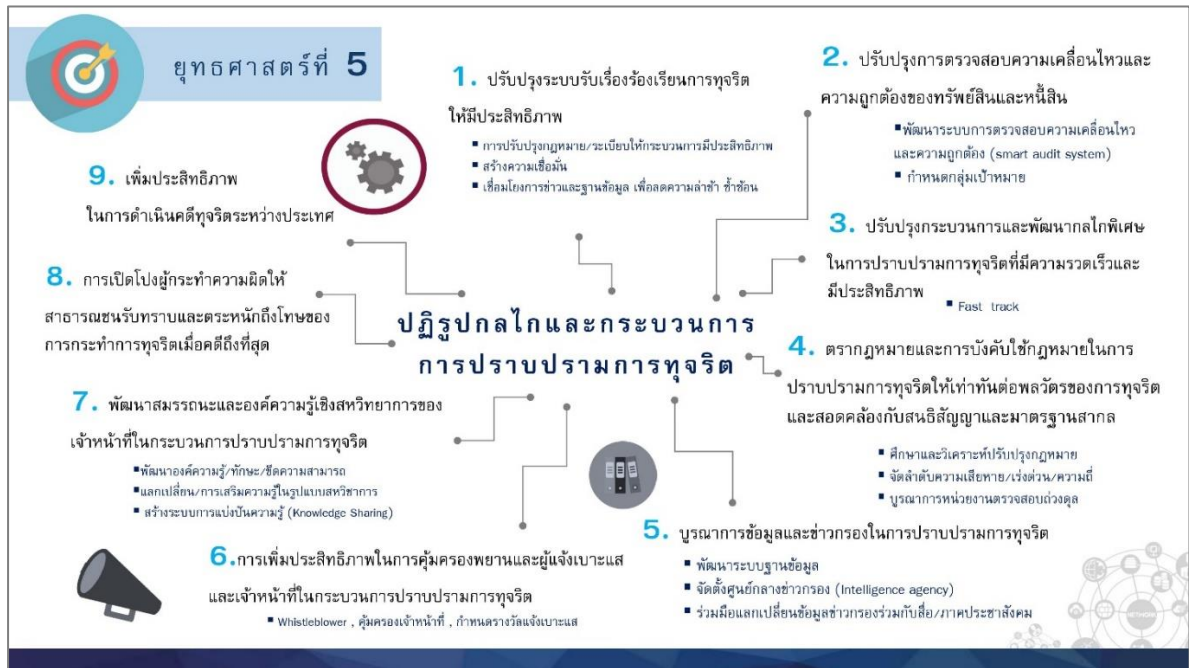 ยุทธศาสตร์ที่ 5
1. ปรับปรุงระบบรับเรื่องร้องเรียนการทุจริต
ให้มีประสิทธิภาพ
▪ การปรับปรุงกฎหมาย/ระเบียบให้กระบวนการมีประสิทธิภาพ
▪ สร้างความเชื่อมั่น
▪ เชื่อมโยงการข่าวและฐานข้อมูล เพื่อลดความล่าช้า ซ้ำซ้อน
2. ปรับปรุงการตรวจสอบความเคลื่อนไหวและ
ความถูกต้องของทรัพย์สินและหนี้สิน
▪พัฒนาระบบการตรวจสอบความเคลื่อนไหว
และความถูกต้อง (smart audit system)
▪ กำหนดกลุ่มเป้าหมาย
3. ปรับปรุงกระบวนการและพัฒนากลไกพิเศษ
ในการปราบปรามการทุจริตที่มีความรวดเร็วและ
มีประสิทธิภาพ
▪ Fast track
ปฏิรูปกลไกและกระบวนการ
การปราบปรามการทุจริต
4. ตรากฎหมายและการบังคับใช้กฎหมายในการ
ปราบปรามการทุจริตให้เท่าทันต่อพลวัตรของการทุจริต
และสอดคล้องกับสนธิสัญญาและมาตรฐานสากล
▪ ศึกษาและวิเคราะห์ปรับปรุงกฎหมาย
▪ จัดลำดับความเสียหาย/เร่งด่วน/ความถี่
▪ บูรณาการหน่วยงานตรวจสอบถ่วงดุล
5. บูรณาการข้อมูลและข่าวกรองในการปราบปรามการทุจริต
▪ พัฒนาระบบฐานข้อมูล
▪ จัดตั้งศูนย์กลางข่าวกรอง (Intelligence agency)
▪ ร่วมมือแลกเปลี่ยนข้อมูลข่าวกรองร่วมกับสื่อ/ภาคประชาสังคม
6.การเพิ่มประสิทธิภาพในการคุ้มครองพยานและผู้แจ้งเบาะแส
และเจ้าหน้าที่ในกระบวนการปราบปรามการทุจริต
▪ Whistleblower , คุ้มครองเจ้าหน้าที่ , กำหนดรางวัลแจ้งเบาะแส
7. พัฒนาสมรรถนะและองค์ความรู้เชิงสหวิทยาการของ
เจ้าหน้าที่ในกระบวนการปราบปรามการทุจริต
▪พัฒนาองค์ความรู้/ทักษะ/ขีดความสามารถ
▪แลกเปลี่ยน/การเสริมความรู้ในรูปแบบสหวิชาการ
▪ สร้างระบบการแบ่งปันความรู้ (Knowledge Sharing)
8. การเปิดโปงผู้กระทำความผิดให้
สาธารณชนรับทราบและตระหนักถึงโทษของ
การกระทำการทุจริตเมื่อคดีถึงที่สุด
9. เพิ่มประสิทธิภาพ
ในการดำเนินคดีทุจริตระหว่างประเทศ
NETWORK